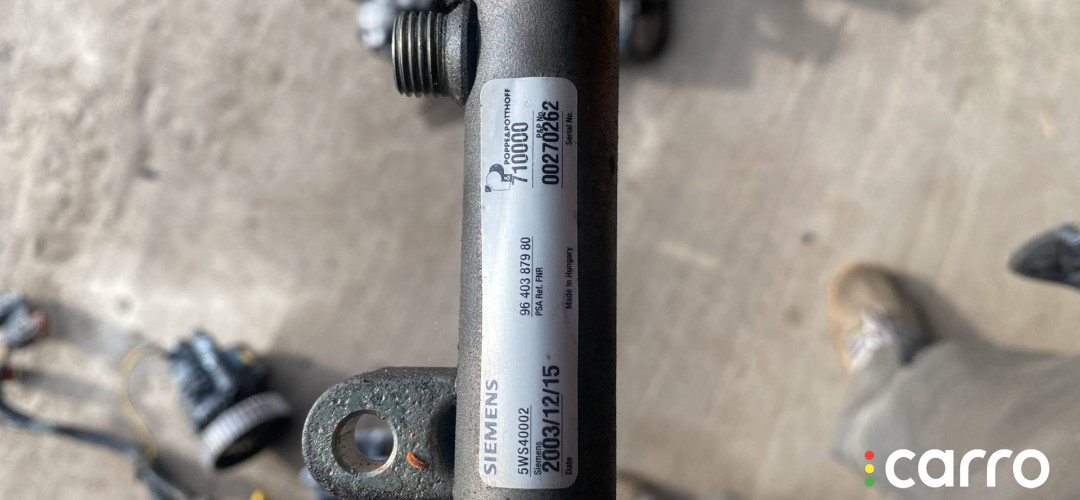 SIEMENS
5WS40002
Siemens
2003/12/15
Date
96 403 879 80
PSA Ref. FNR
Made in Hungary
P&P
POPPE&POTTHOFF
710000
P&P No.
00270262
Serial No.
carro